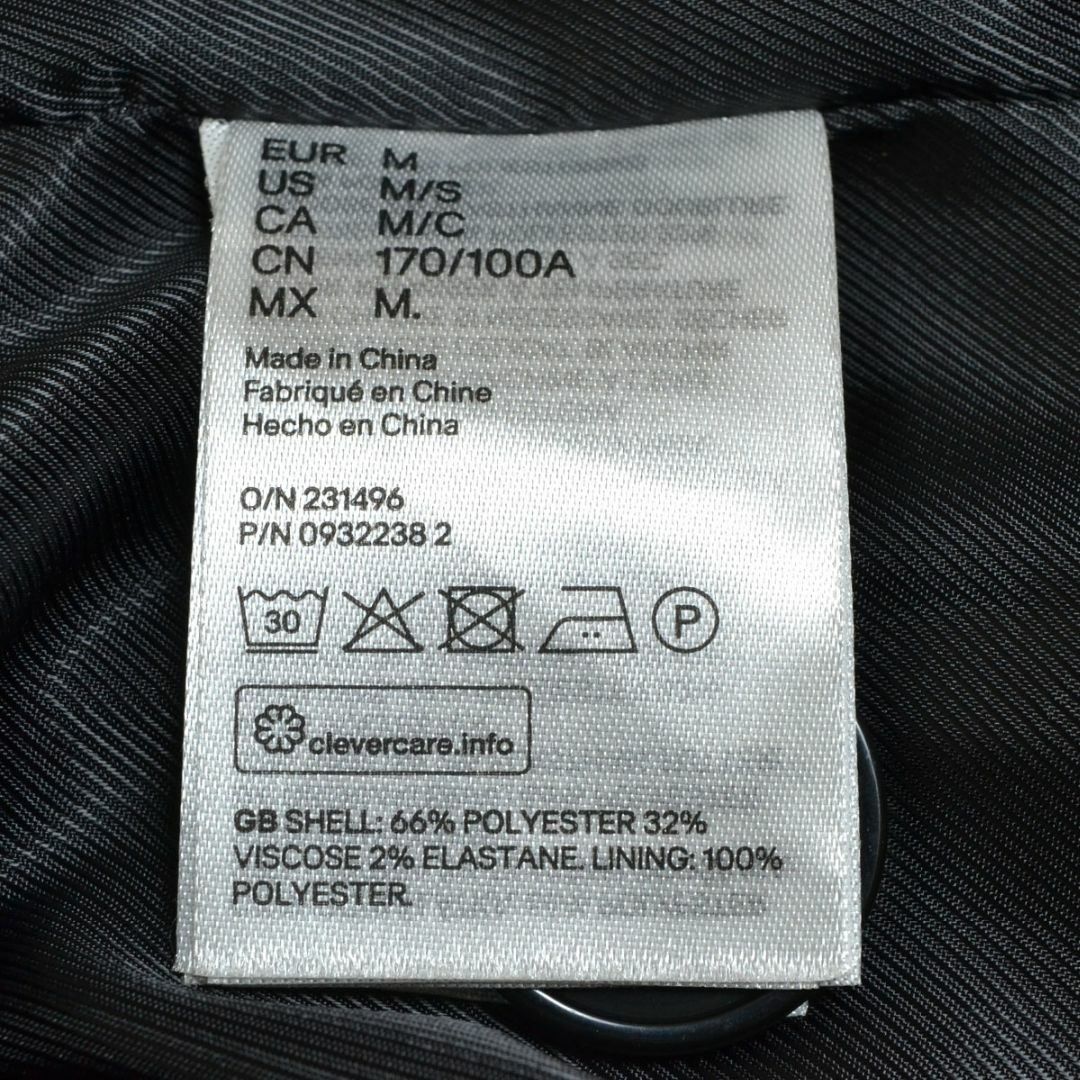 EUR M
US M/S
CA M/C
CN 170/100A
MX M.
Made in China
Fabriqué en Chine
Hecho en China
O/N 231496
P/N 0932238 2
30
P
clevercare.info
GB SHELL: 66% POLYESTER 32%
VISCOSE 2% ELASTANE. LINING: 100%
POLYESTER.